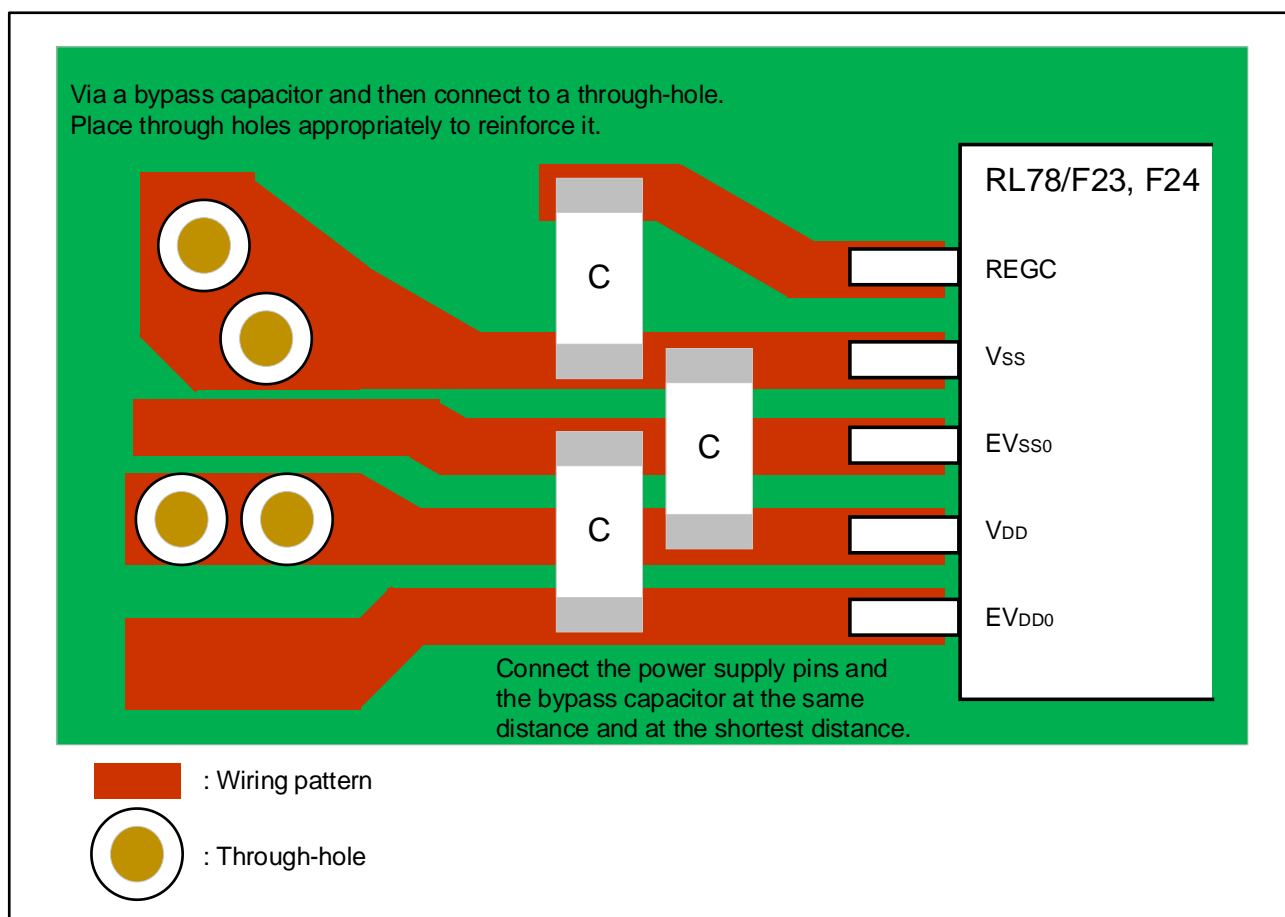 Via a bypass capacitor and then connect to a through-hole.
Place through holes appropriately to reinforce it.
RL78/F23, F24
REGC
C
VSS
EVSS0
C
C
VDD
EVDD0
Connect the power supply pins and
the bypass capacitor at the same
distance and at the shortest distance.
: Wiring pattern
: Through-hole